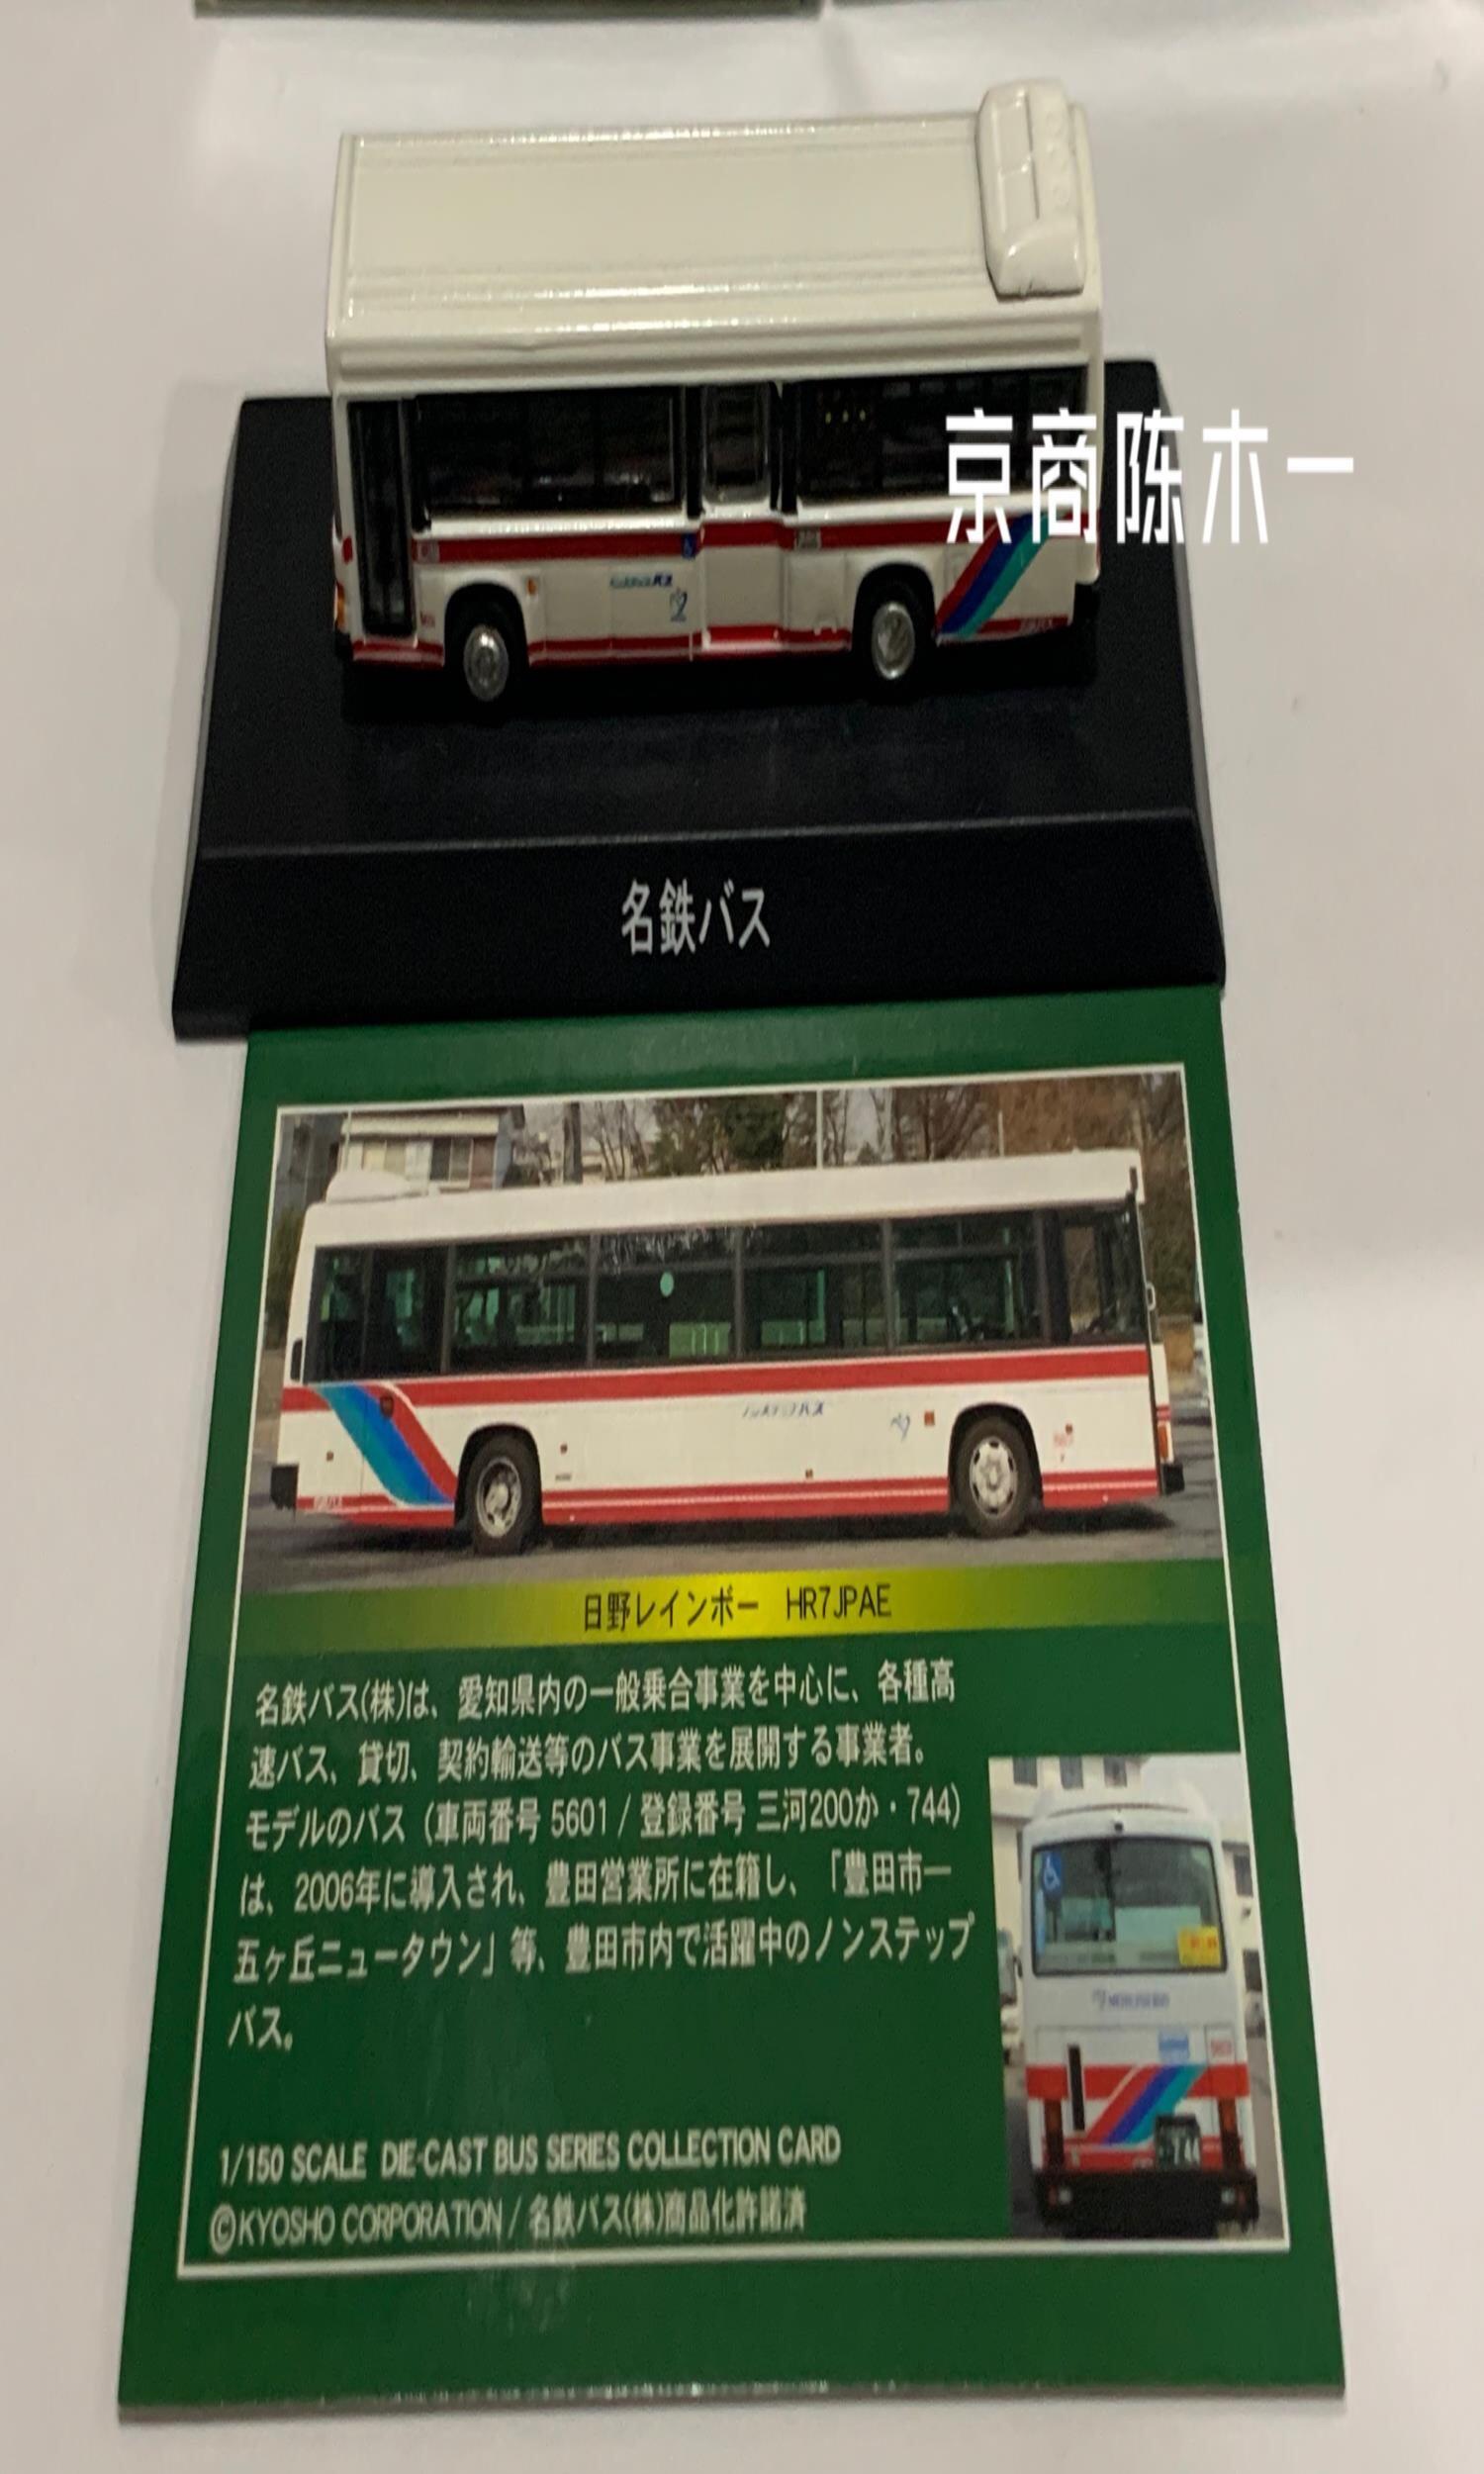 京商陈木一
名鉄バス
日野レインボー HR7JPAE
名鉄バス(株)は、愛知県内の一般乗合事業を中心に、各種高
速バス、貸切、契約輸送等のバス事業を展開する事業者。
モデルのバス（車両番号 5601 / 登録番号 三河200か・744）
は、2006年に導入され、豊田営業所に在籍し、「豊田市―
五ヶ丘ニュータウン」等、豊田市内で活躍中のノンステップ
バス。
744
1/150 SCALE DIE-CAST BUS SERIES COLLECTION CARD
©KYOSHO CORPORATION / 名鉄バス(株)商品化許諾済